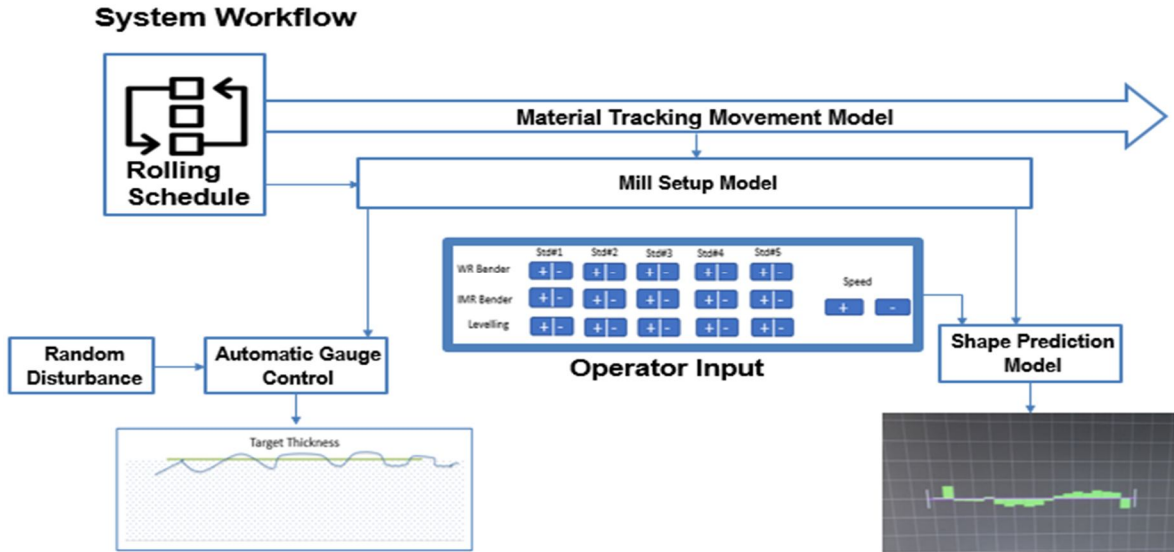 System Workflow
Rolling
Schedule
Material Tracking Movement Model
Mill Setup Model
Std#1 Std#2 Std#3 Std#4 Std#5
WR Bender + - + - + - + - + -
Speed
IMR Bender + - + - + - + - + -
+ -
Levelling + - + - + - + - + -
Operator Input
Random
Disturbance
Automatic Gauge
Control
Shape Prediction
Model
Target Thickness